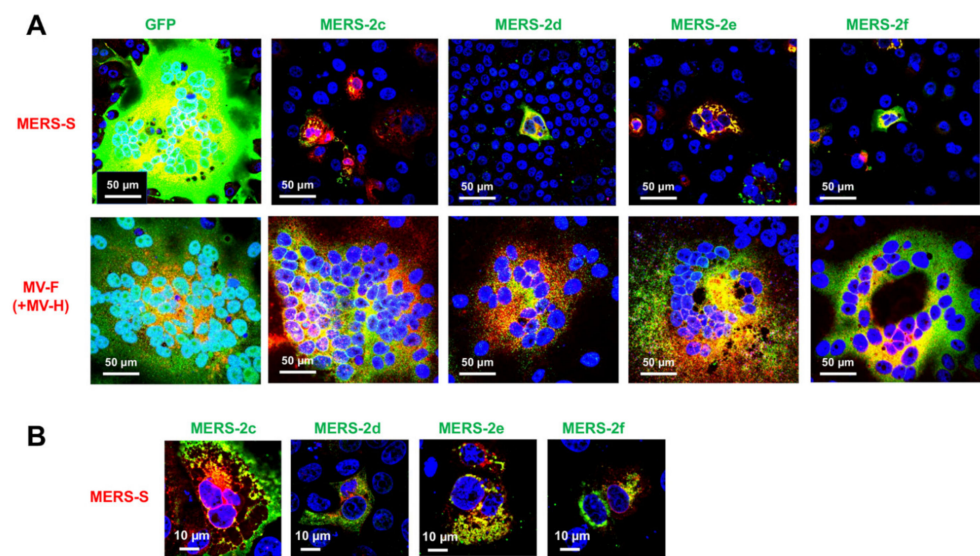 A
GFP
MERS-2c
MERS-2d
MERS-2e
MERS-2f
MERS-S
50 µm
50 µm
50 µm
50 µm
50 µm
MV-F
(+MV-H)
50 µm
50 µm
50 µm
50 µm
50 µm
B
MERS-2c
MERS-2d
MERS-2e
MERS-2f
MERS-S
10 µm
10 µm
10 µm
10 µm